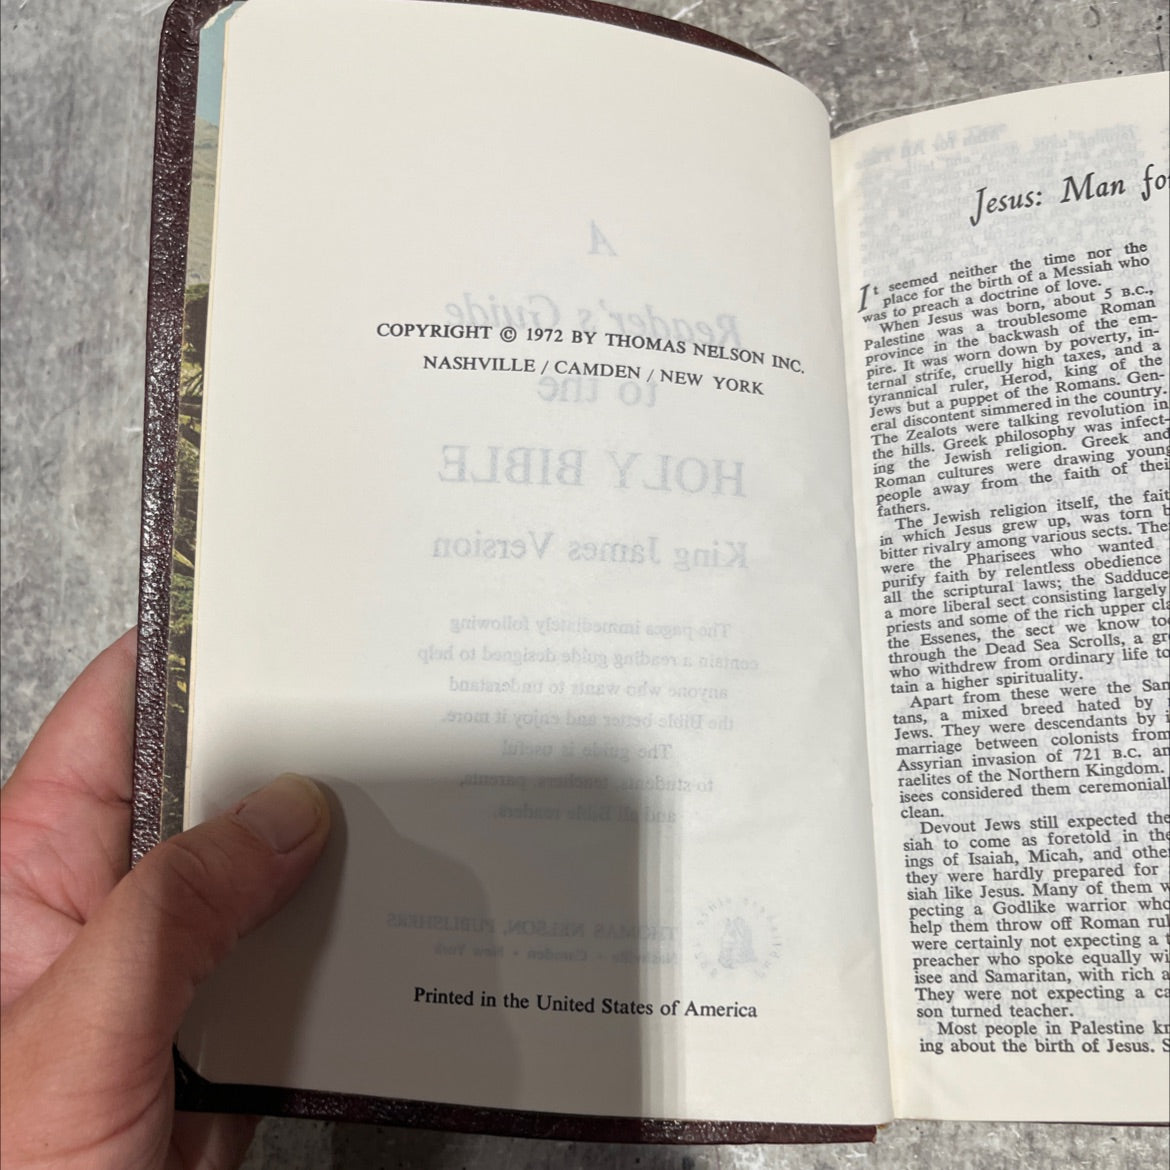 COPYRIGHT © 1972 BY THOMAS NELSON INC.
NASHVILLE / CAMDEN / NEW YORK
Printed in the United States of America
Jesus: Man fo
It seemed neither the time nor the
place for the birth of a Messiah who
was to preach a doctrine of love.
When Jesus was born, about 5 B.C.,
Palestine was a troublesome Roman
province in the backwash of the em-
pire. It was worn down by poverty, in-
ternal strife, cruelly high taxes, and a
tyrannical ruler, Herod, king of the
Jews but a puppet of the Romans. Gen-
eral discontent simmered in the country.
The Zealots were talking revolution in
the hills. Greek philosophy was infect-
ing the Jewish religion. Greek and
Roman cultures were drawing young
people away from the faith of thei
fathers.
The Jewish religion itself, the fait
in which Jesus grew up, was torn b
bitter rivalry among various sects. The
were the Pharisees who wanted
purify faith by relentless obedience
all the scriptural laws; the Sadduce
a more liberal sect consisting largely
priests and some of the rich upper cla
the Essenes, the sect we know to
through the Dead Sea Scrolls, a gr
who withdrew from ordinary life to
tain a higher spirituality.
Apart from these were the Sam
tans, a mixed breed hated by
Jews. They were descendants by i
marriage between colonists from
Assyrian invasion of 721 B.C. an
raelites of the Northern Kingdom.
isees considered them ceremonial
clean.
Devout Jews still expected the
siah to come as foretold in the
ings of Isaiah, Micah, and othe
they were hardly prepared for
siah like Jesus. Many of them w
pecting a Godlike warrior who
help them throw off Roman rul
were certainly not expecting a t
preacher who spoke equally wi
isee and Samaritan, with rich a
They were not expecting a ca
son turned teacher.
Most people in Palestine kn
ing about the birth of Jesus. S